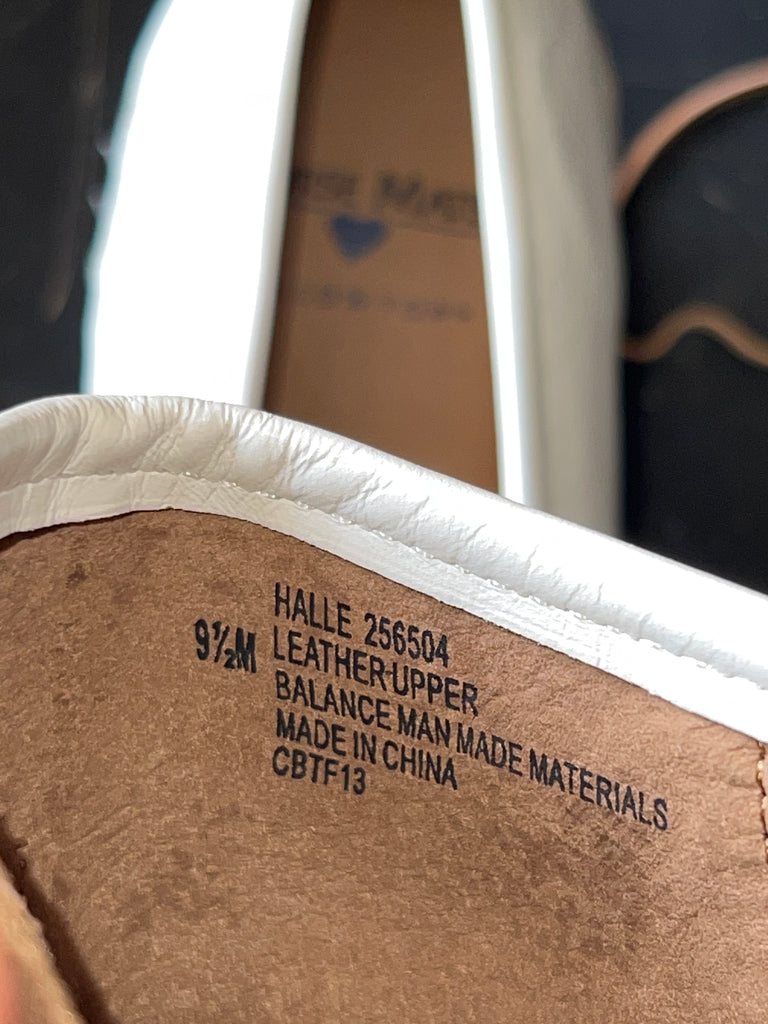 HALLE 256504
9½M LEATHER UPPER
BALANCE MAN MADE MATERIALS
MADE IN CHINA
CBTF13